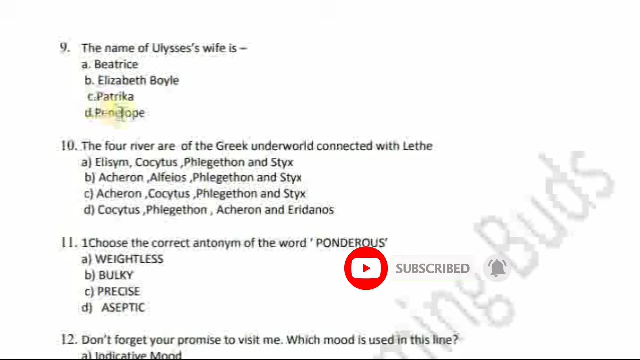 9. The name of Ulysses's wife is –
a. Beatrice
b. Elizabeth Boyle
c.Patrika
d.Penelope
10. The four river are of the Greek underworld connected with Lethe
a) Elisym, Cocytus ,Phlegethon and Styx
b) Acheron ,Alfeios ,Phlegethon and Styx
c) Acheron ,Cocytus ,Phlegethon and Styx
d) Cocytus ,Phlegethon , Acheron and Eridanos
11. 1Choose the correct antonym of the word ' PONDEROUS'
a) WEIGHTLESS
SUBSCRIBED
b) BULKY
c) PRECISE
d) ASEPTIC
12. Don't forget your promise to visit me. Which mood is used in this line?
a) Indicative Mood
ming Buds